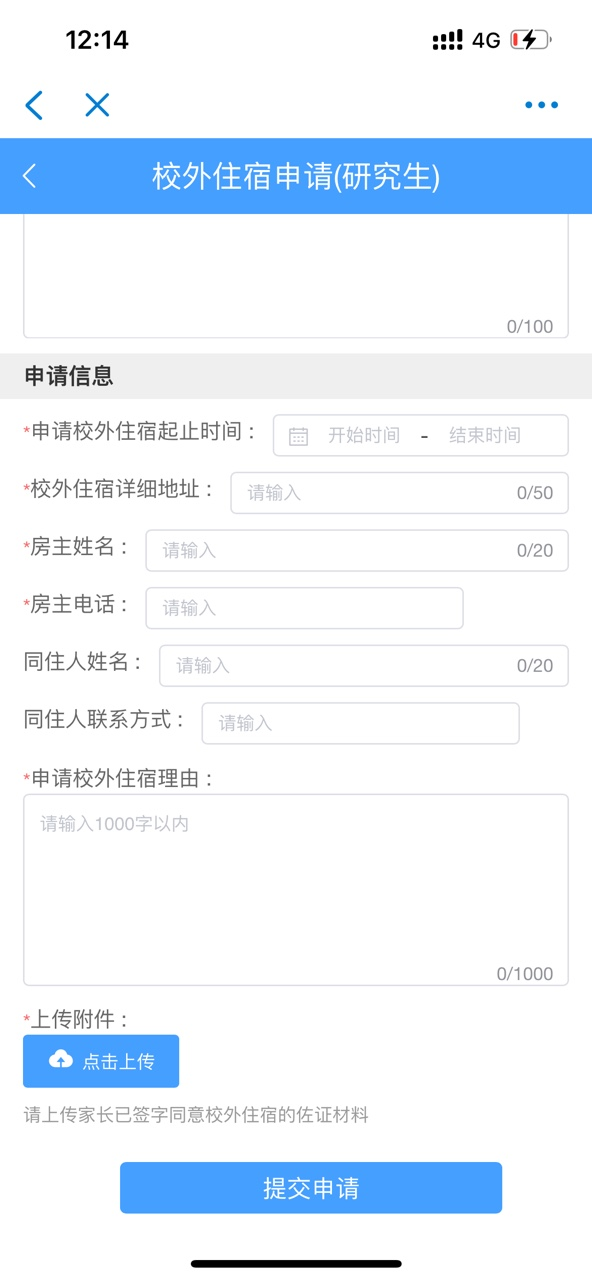 12:14
4G
校外住宿申请(研究生)
0/100
申请信息
*申请校外住宿起止时间： 开始时间 - 结束时间
*校外住宿详细地址： 请输入 0/50
*房主姓名： 请输入 0/20
*房主电话： 请输入
同住人姓名： 请输入 0/20
同住人联系方式： 请输入
*申请校外住宿理由：
请输入1000字以内
0/1000
*上传附件：
点击上传
请上传家长已签字同意校外住宿的佐证材料
提交申请